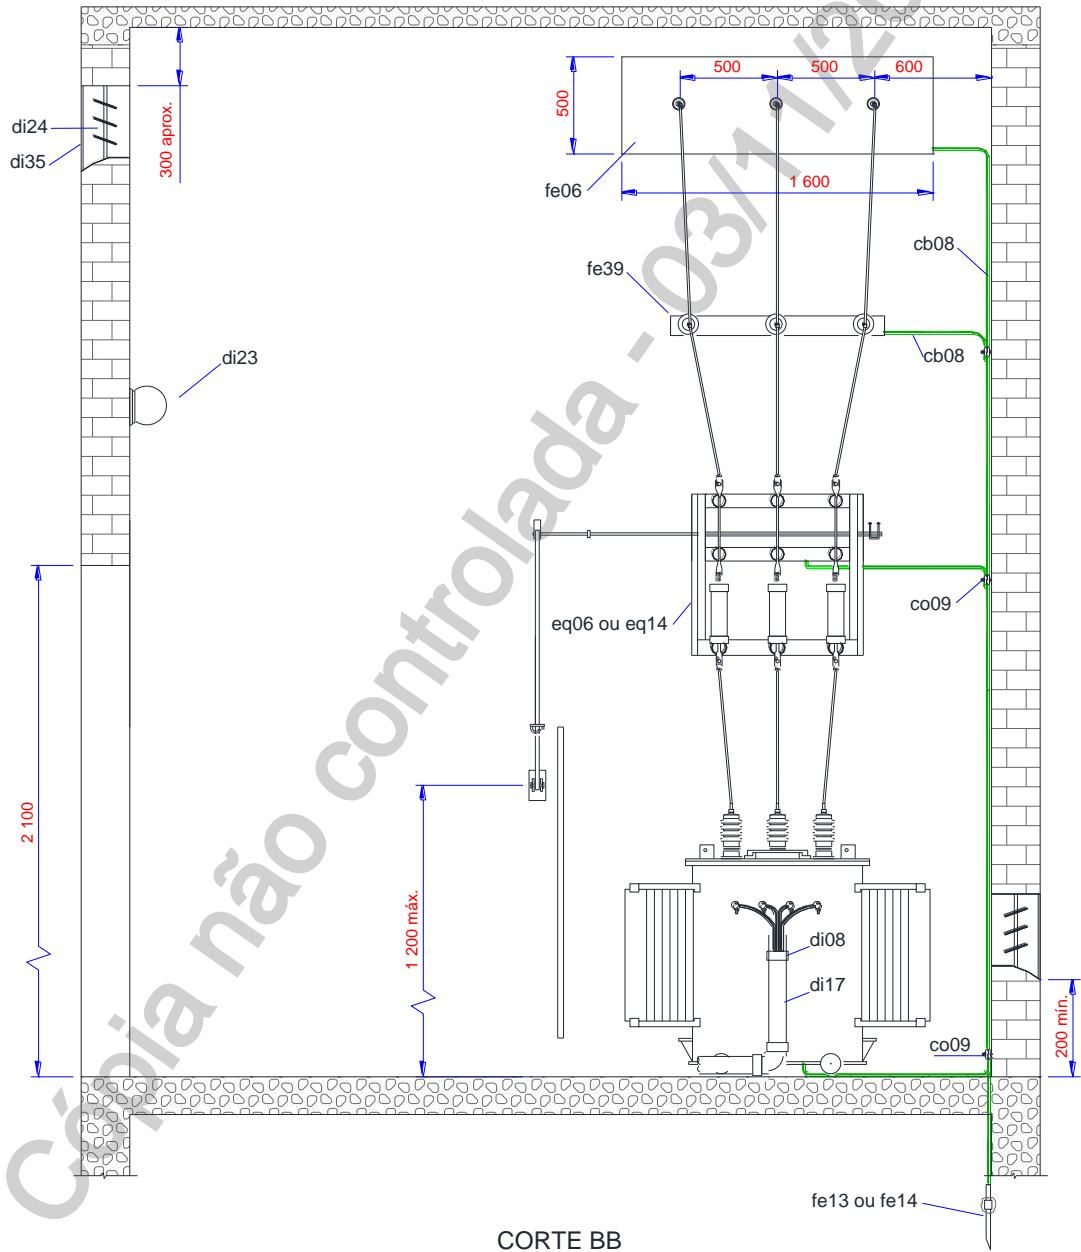 500
500
600
500
300 aprox.
di24
di35
fe06
1 600
cb08
fe39
cb08
di23
co09
eq06 ou eq14
2 100
1 200 máx.
di08
di17
co09
200 mín.
fe13 ou fe14
CORTE BB
Cópia não controlada - 03/11/20